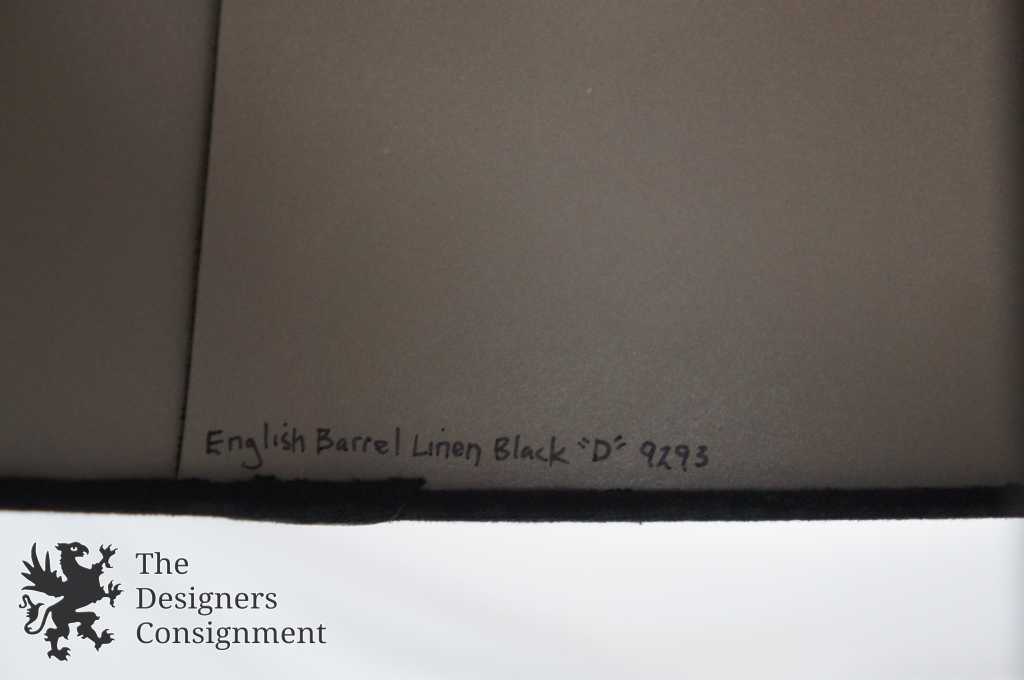 English Barrel Linen Black "D" 9293
The
Designers
Consignment